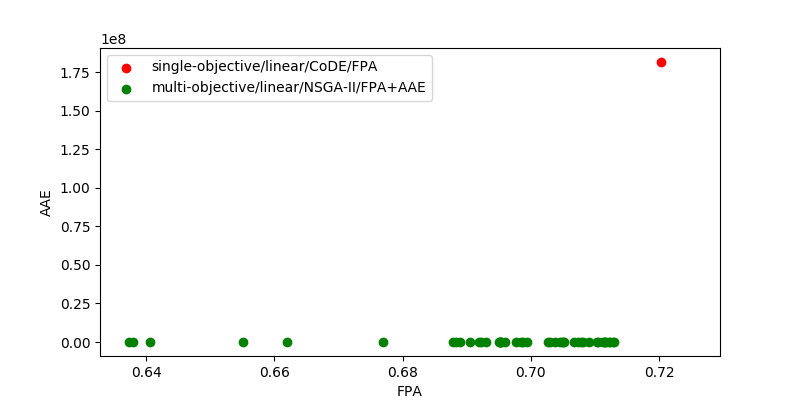 1e8
single-objective/linear/CoDE/FPA
multi-objective/linear/NSGA-II/FPA+AAE
1.75
1.50
1.25
1.00
0.75
0.50
0.25
0.00
AAE
0.64
0.66
0.68
0.70
0.72
FPA